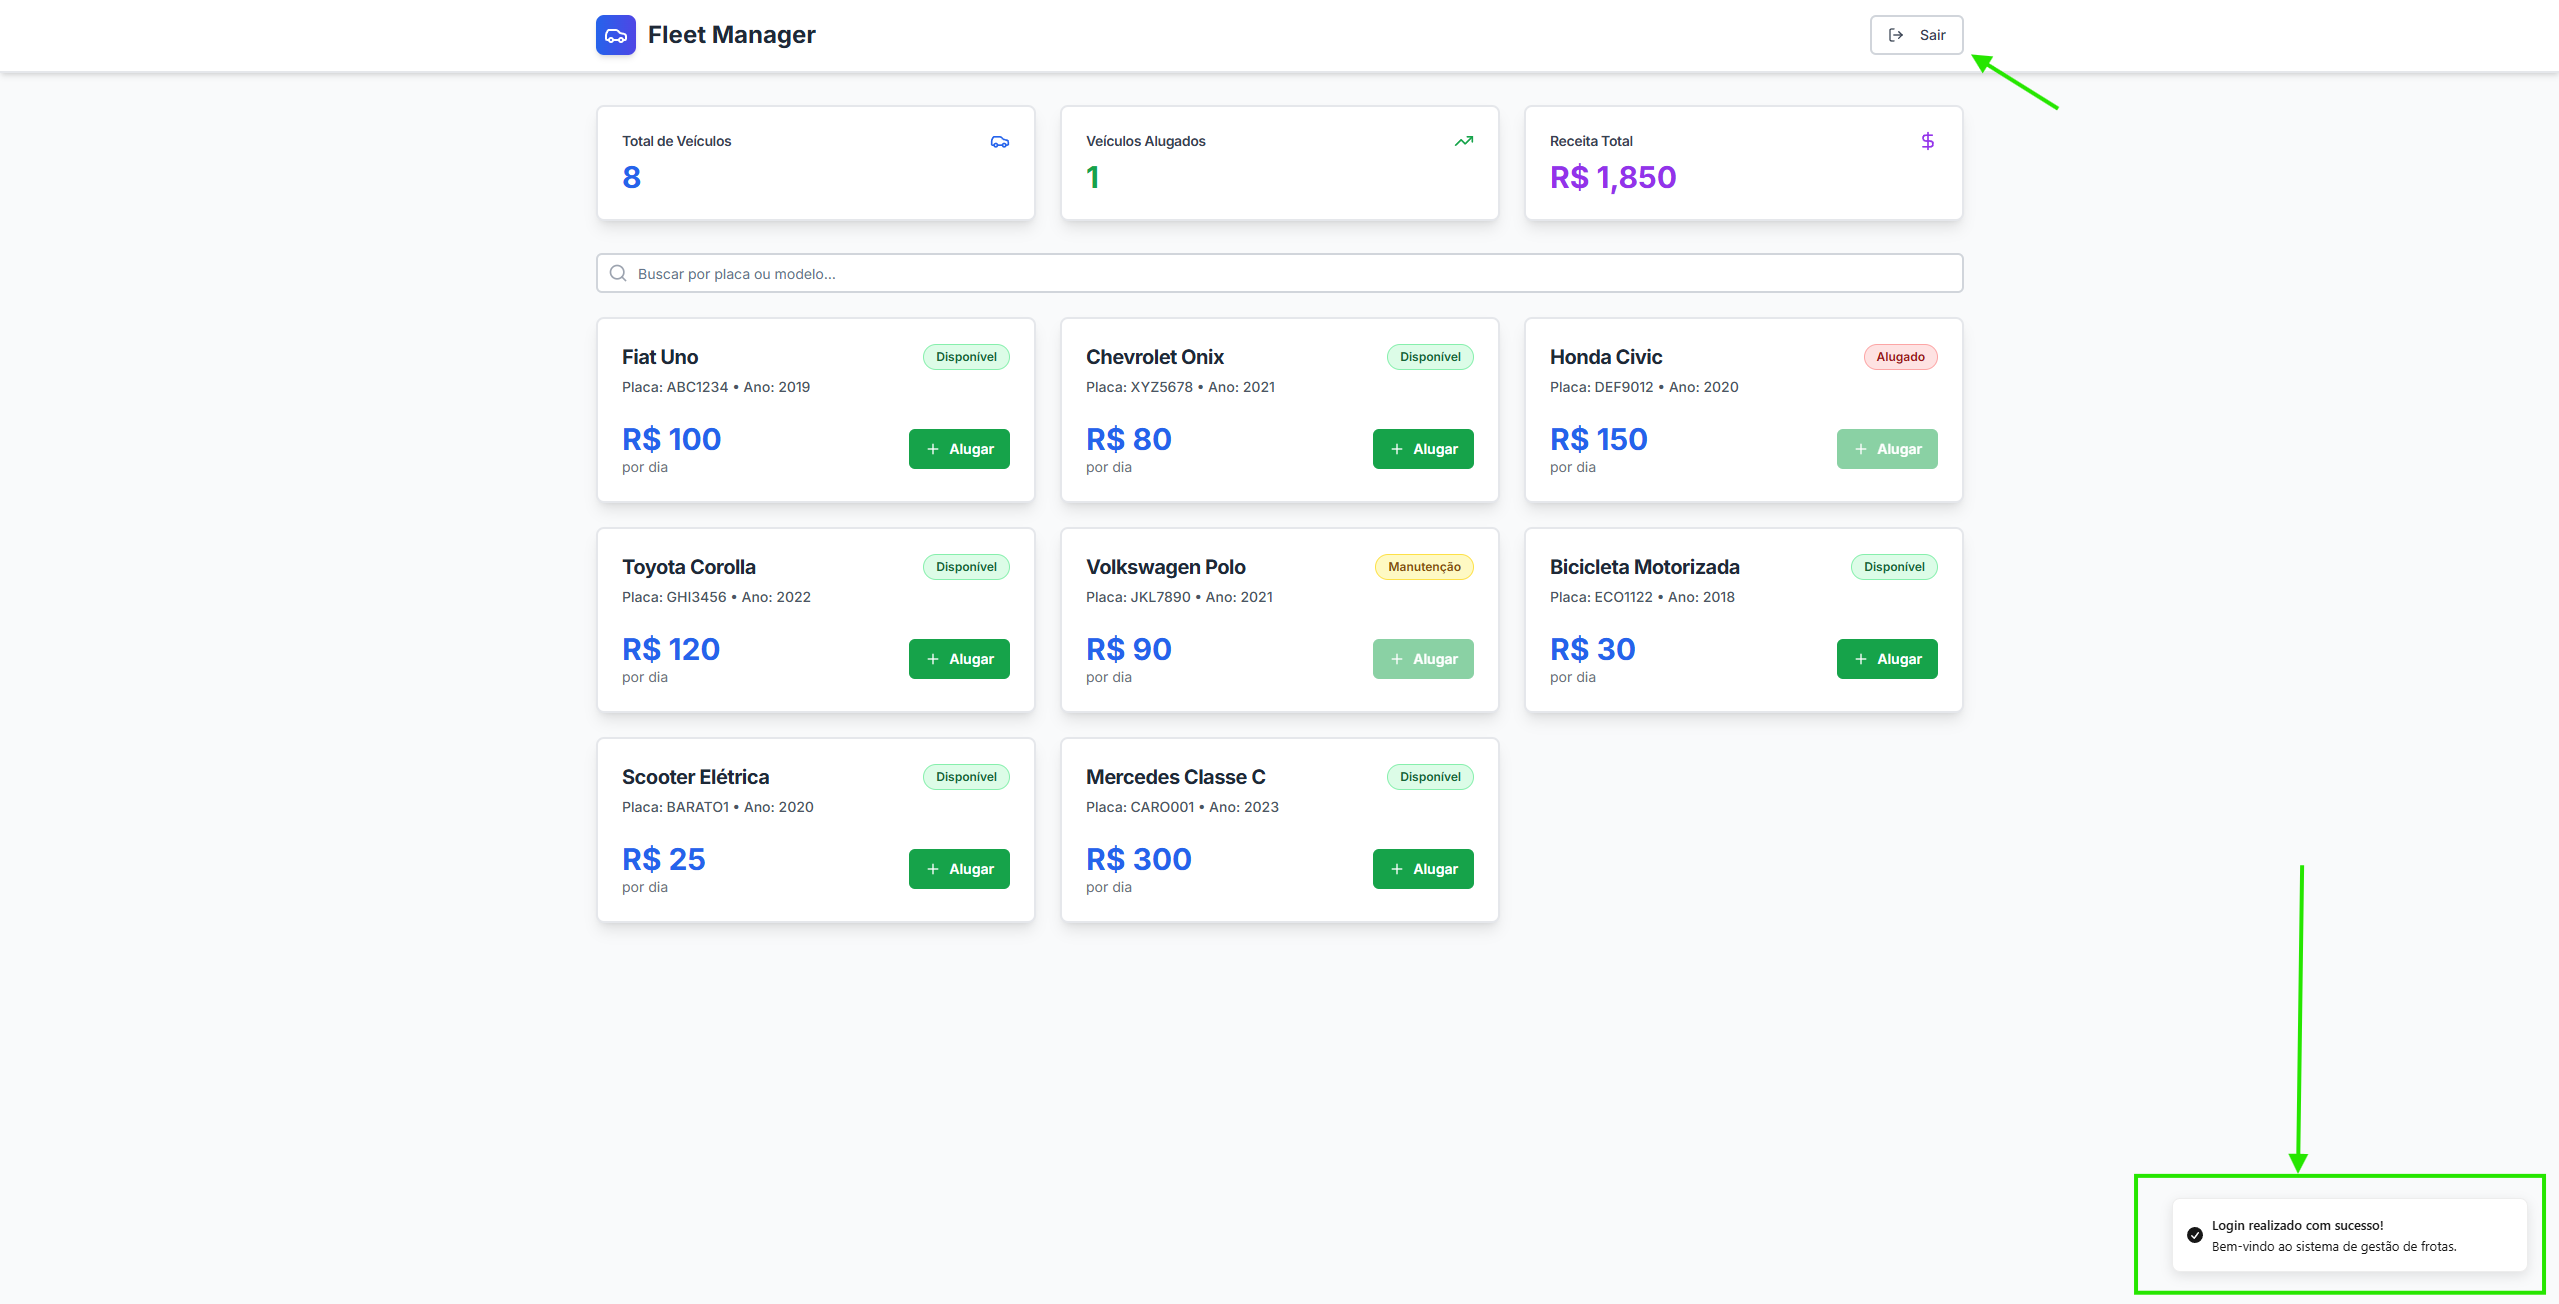 Fleet Manager
Sair
Total de Veículos
8
Veículos Alugados
1
Receita Total
R$ 1,850
Buscar por placa ou modelo...
Fiat Uno
Disponível
Placa: ABC1234 • Ano: 2019
R$ 100
por dia
+ Alugar
Chevrolet Onix
Disponível
Placa: XYZ5678 • Ano: 2021
R$ 80
por dia
+ Alugar
Honda Civic
Alugado
Placa: DEF9012 • Ano: 2020
R$ 150
por dia
+ Alugar
Toyota Corolla
Disponível
Placa: GHI3456 • Ano: 2022
R$ 120
por dia
+ Alugar
Volkswagen Polo
Manutenção
Placa: JKL7890 • Ano: 2021
R$ 90
por dia
+ Alugar
Bicicleta Motorizada
Disponível
Placa: ECO1122 • Ano: 2018
R$ 30
por dia
+ Alugar
Scooter Elétrica
Disponível
Placa: BARATO1 • Ano: 2020
R$ 25
por dia
+ Alugar
Mercedes Classe C
Disponível
Placa: CARO001 • Ano: 2023
R$ 300
por dia
+ Alugar
Login realizado com sucesso!
Bem-vindo ao sistema de gestão de frotas.